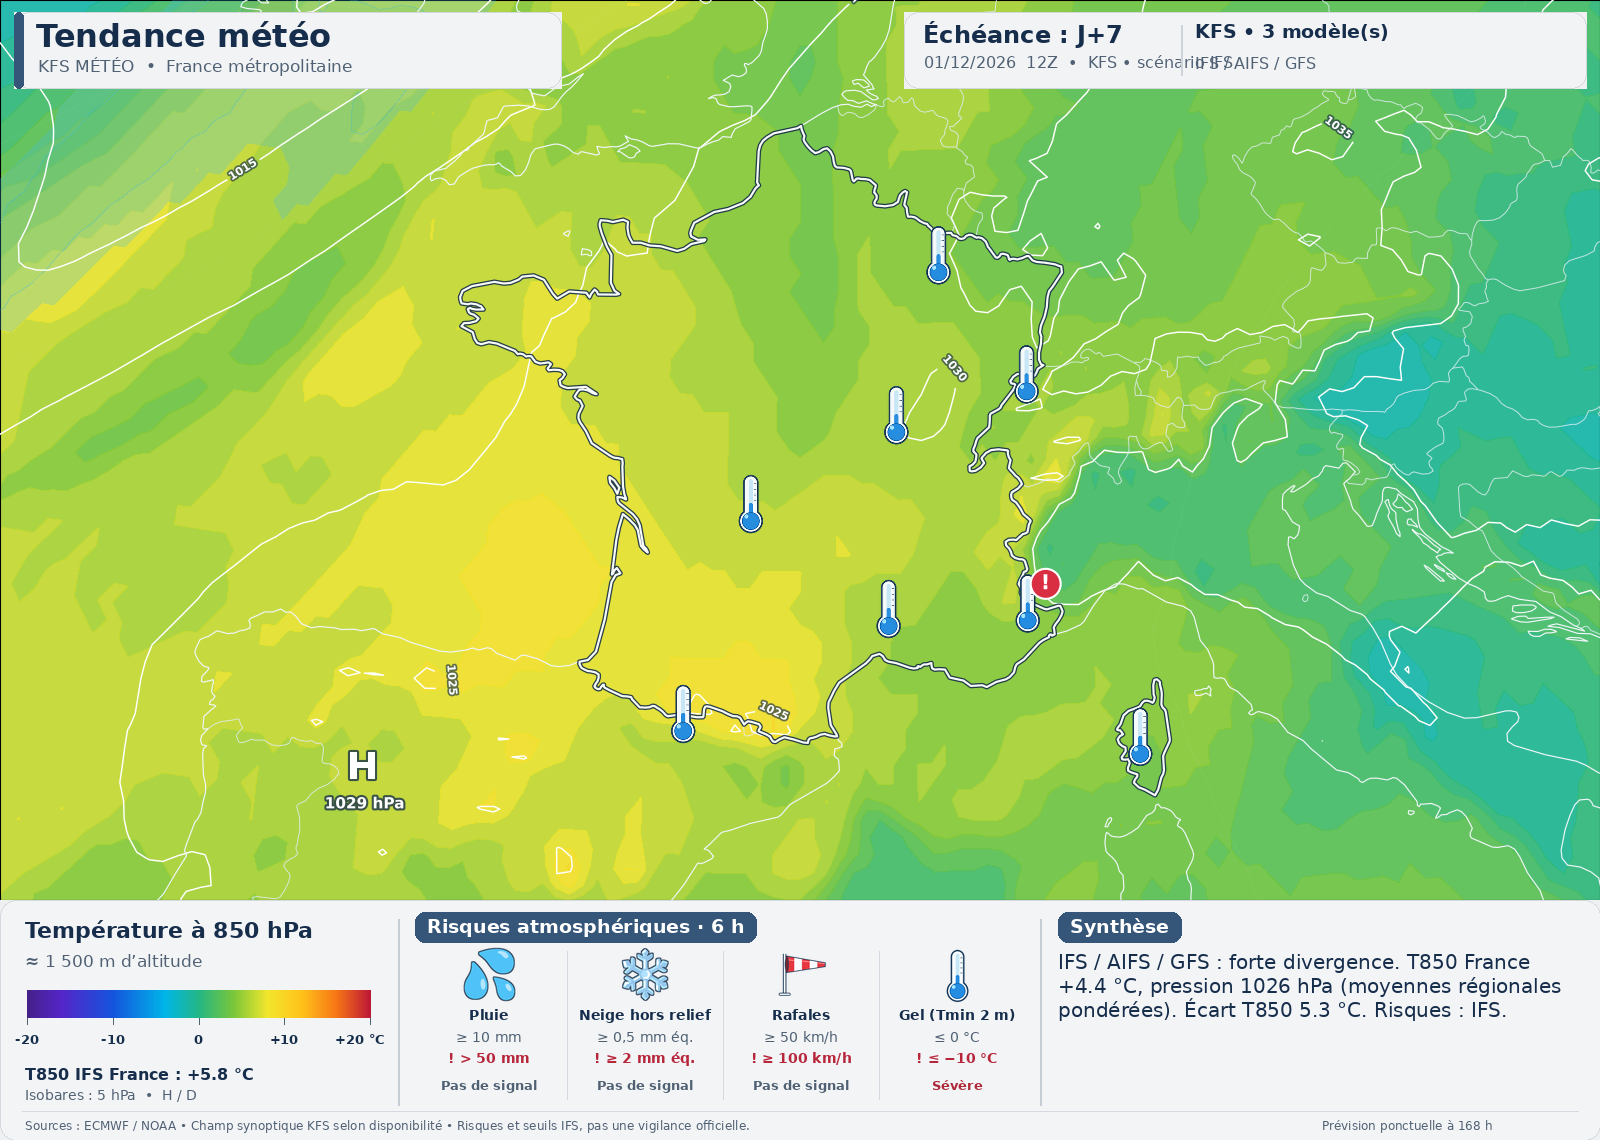 Tendance météo
KFS MÉTÉO • France métropolitaine
Échéance : J+7
01/12/2026 12Z • KFS • scénario IFS
KFS • 3 modèle(s)
IFS / AIFS / GFS
1015
1035
1030
1025
1025
H
1029 hPa
!
Température à 850 hPa
≈ 1 500 m d’altitude
-20 -10 0 +10 +20 °C
T850 IFS France : +5.8 °C
Isobares : 5 hPa • H / D
Risques atmosphériques · 6 h
Pluie
≥ 10 mm
! > 50 mm
Pas de signal
Neige hors relief
≥ 0,5 mm éq.
! ≥ 2 mm éq.
Pas de signal
Rafales
≥ 50 km/h
! ≥ 100 km/h
Pas de signal
Gel (Tmin 2 m)
≤ 0 °C
! ≤ −10 °C
Sévère
Synthèse
IFS / AIFS / GFS : forte divergence. T850 France
+4.4 °C, pression 1026 hPa (moyennes régionales
pondérées). Écart T850 5.3 °C. Risques : IFS.
Sources : ECMWF / NOAA • Champ synoptique KFS selon disponibilité • Risques et seuils IFS, pas une vigilance officielle.
Prévision ponctuelle à 168 h